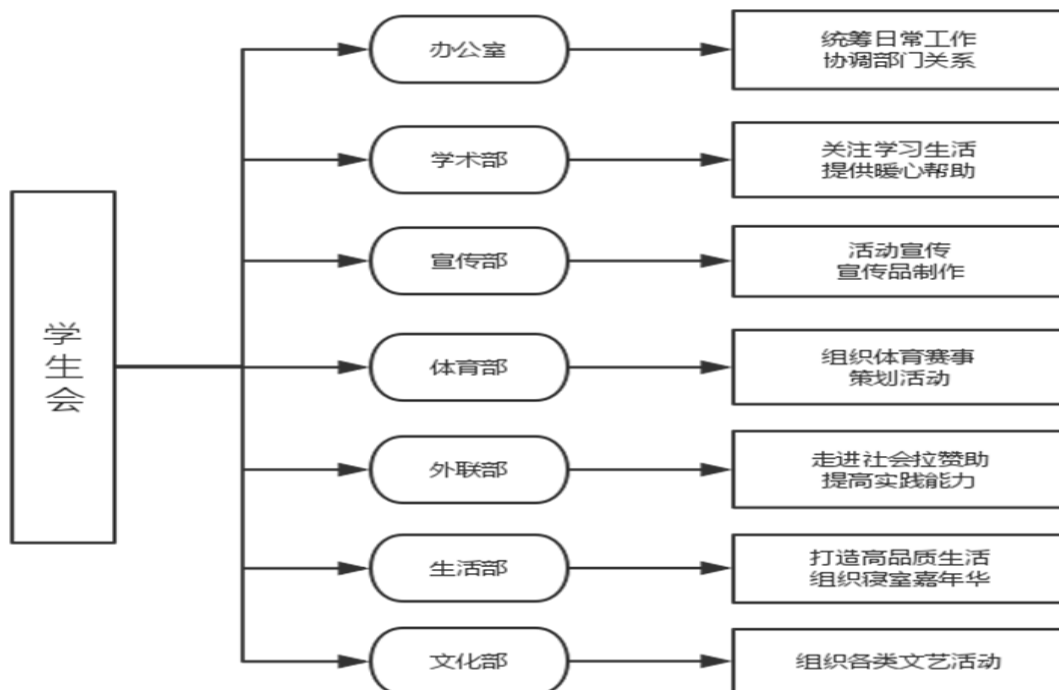 学生会
办公室
统筹日常工作
协调部门关系
学术部
关注学习生活
提供暖心帮助
宣传部
活动宣传
宣传品制作
体育部
组织体育赛事
策划活动
外联部
走进社会拉赞助
提高实践能力
生活部
打造高品质生活
组织寝室嘉年华
文化部
组织各类文艺活动